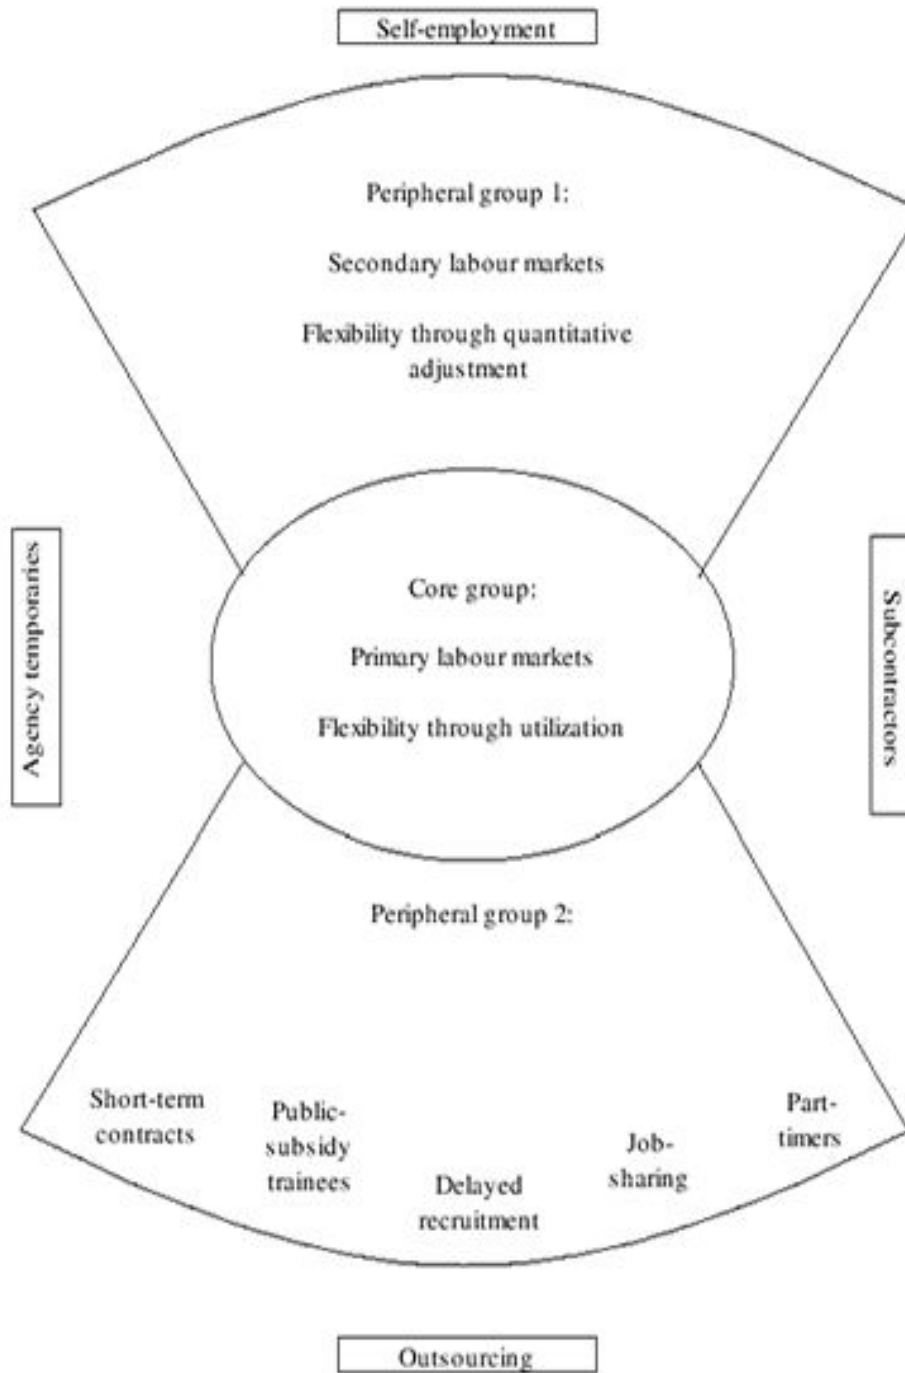 Self-employment
Peripheral group 1:
Secondary labour markets
Flexibility through quantitative
adjustment
Agency temporaries
Core group:
Primary labour markets
Flexibility through utilization
Subcontractors
Peripheral group 2:
Short-term
contracts
Public-
subsidy
trainees
Delayed
recruitment
Job-
sharing
Part-
timers
Outsourcing